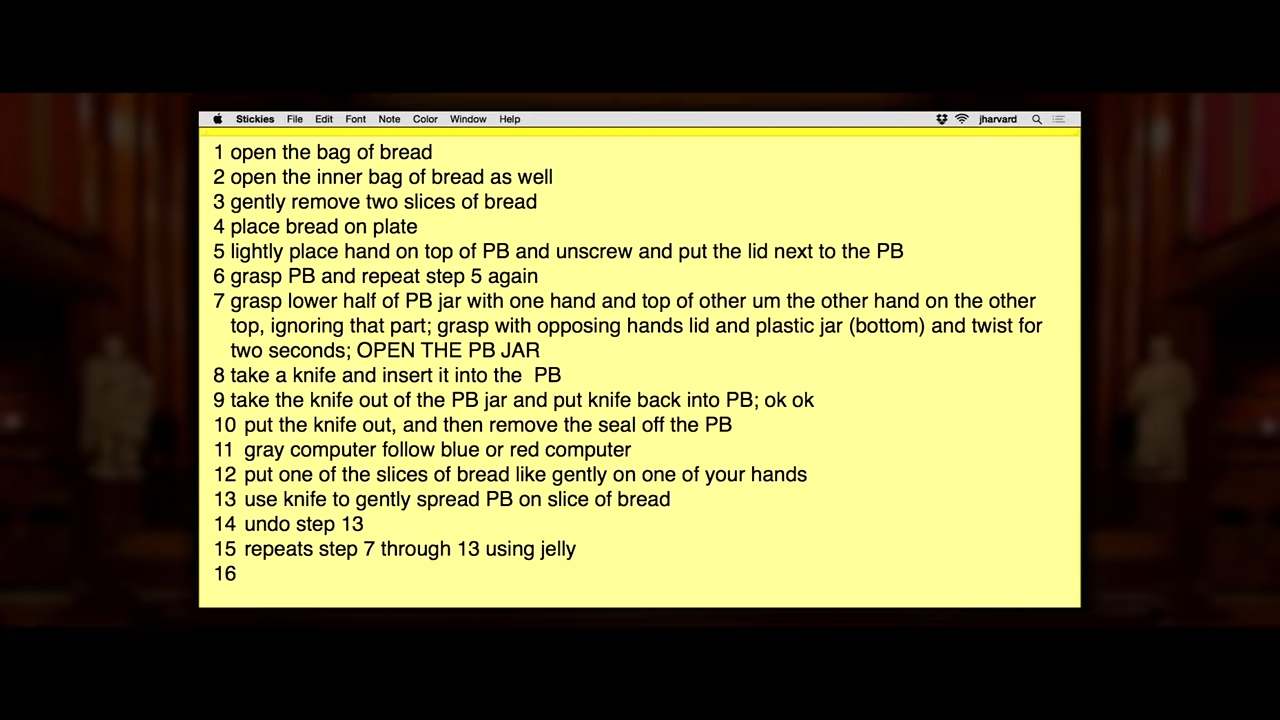 Stickies File Edit Font Note Color Window Help jharvard
1 open the bag of bread
2 open the inner bag of bread as well
3 gently remove two slices of bread
4 place bread on plate
5 lightly place hand on top of PB and unscrew and put the lid next to the PB
6 grasp PB and repeat step 5 again
7 grasp lower half of PB jar with one hand and top of other um the other hand on the other
top, ignoring that part; grasp with opposing hands lid and plastic jar (bottom) and twist for
two seconds; OPEN THE PB JAR
8 take a knife and insert it into the  PB
9 take the knife out of the PB jar and put knife back into PB; ok ok
10 put the knife out, and then remove the seal off the PB
11 gray computer follow blue or red computer
12 put one of the slices of bread like gently on one of your hands
13 use knife to gently spread PB on slice of bread
14 undo step 13
15 repeats step 7 through 13 using jelly
16